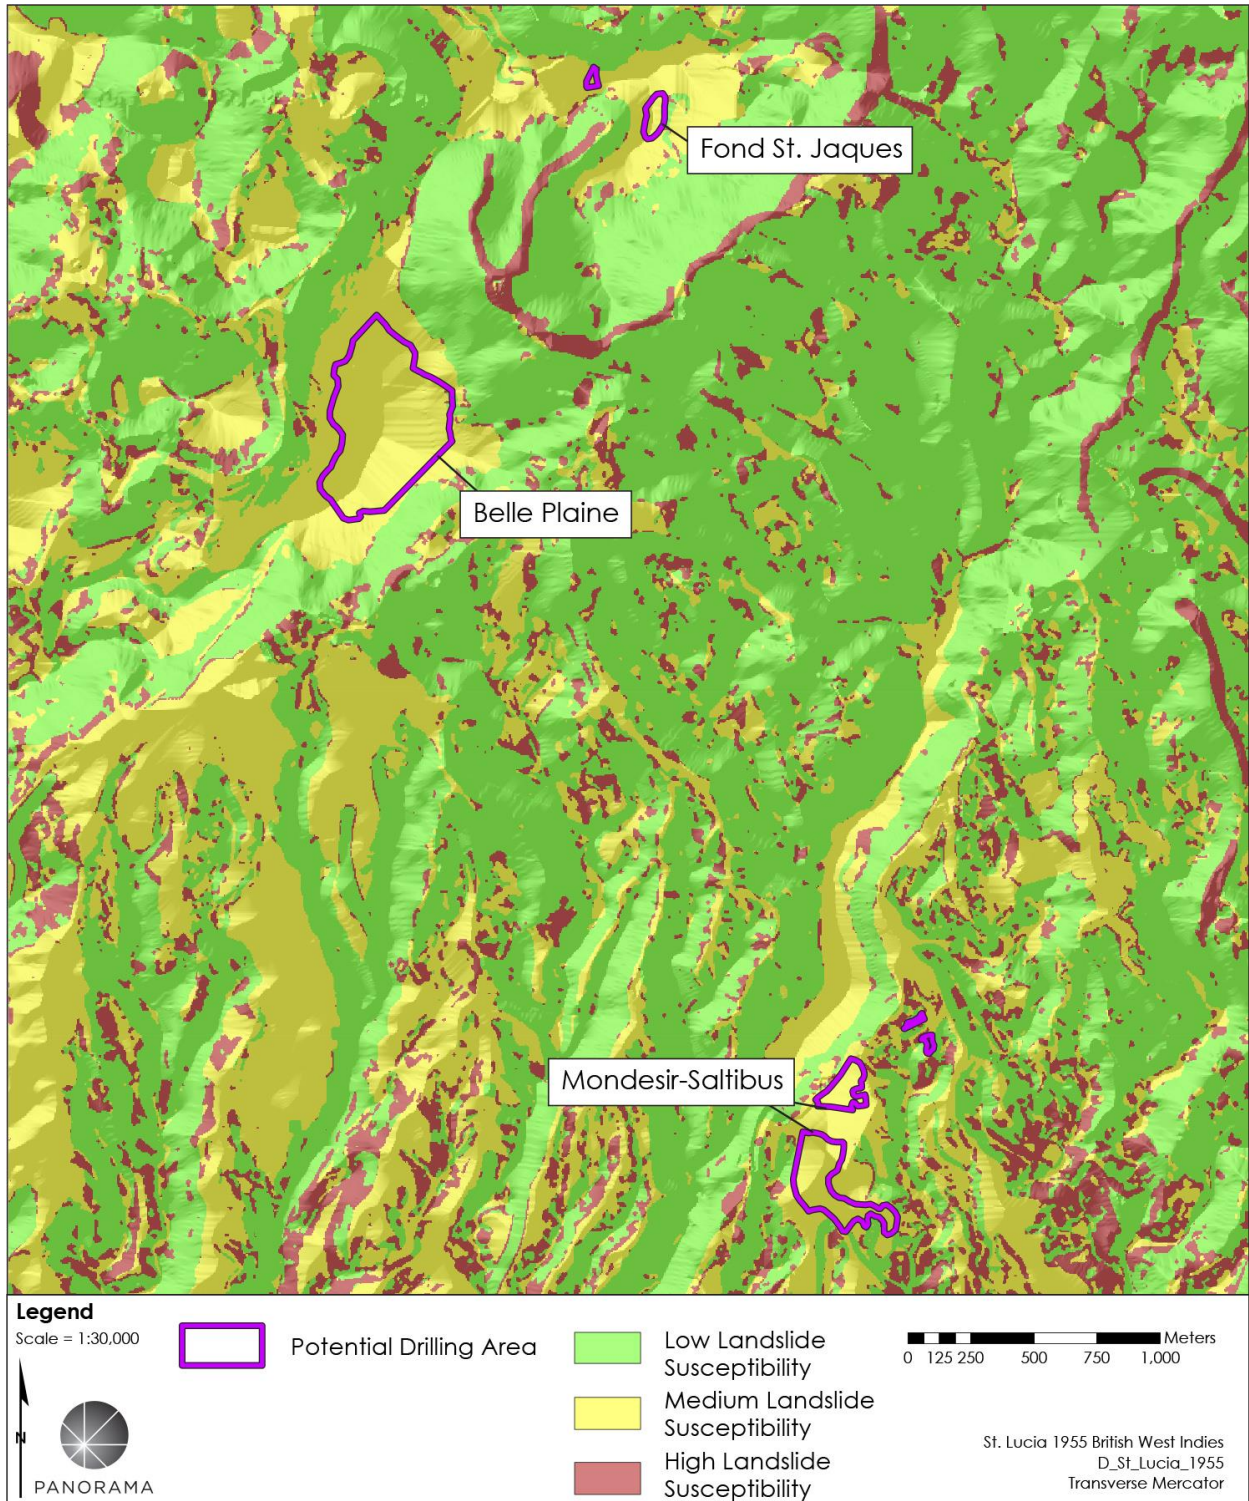 Fond St. Jaques
Belle Plaine
Mondesir-Saltibus
Legend
Scale = 1:30,000
N
PANORAMA
Potential Drilling Area
Low Landslide
Susceptibility
Medium Landslide
Susceptibility
High Landslide
Susceptibility
Meters
0 125 250 500 750 1,000
St. Lucia 1955 British West Indies
D_St_Lucia_1955
Transverse Mercator